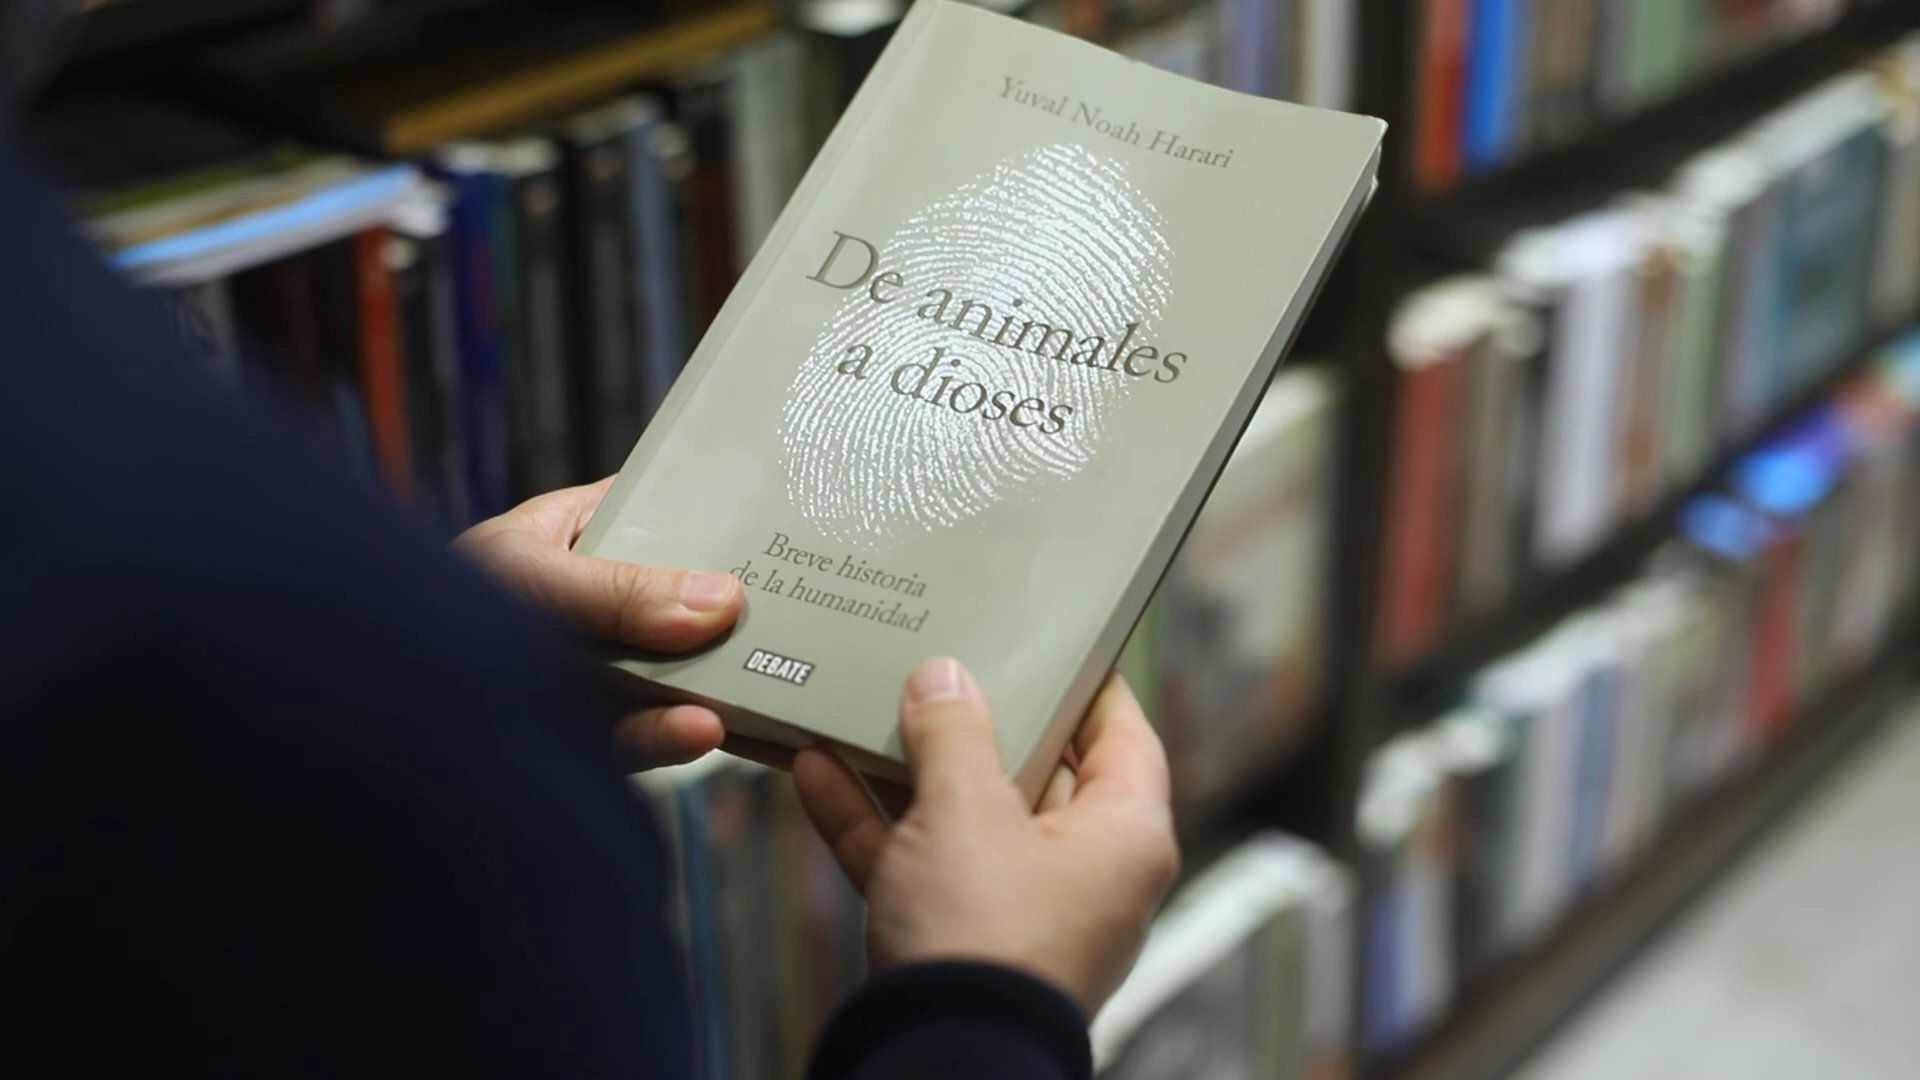 Yuval Noah Harari
De animales
a dioses
Breve historia
de la humanidad
DEBATE